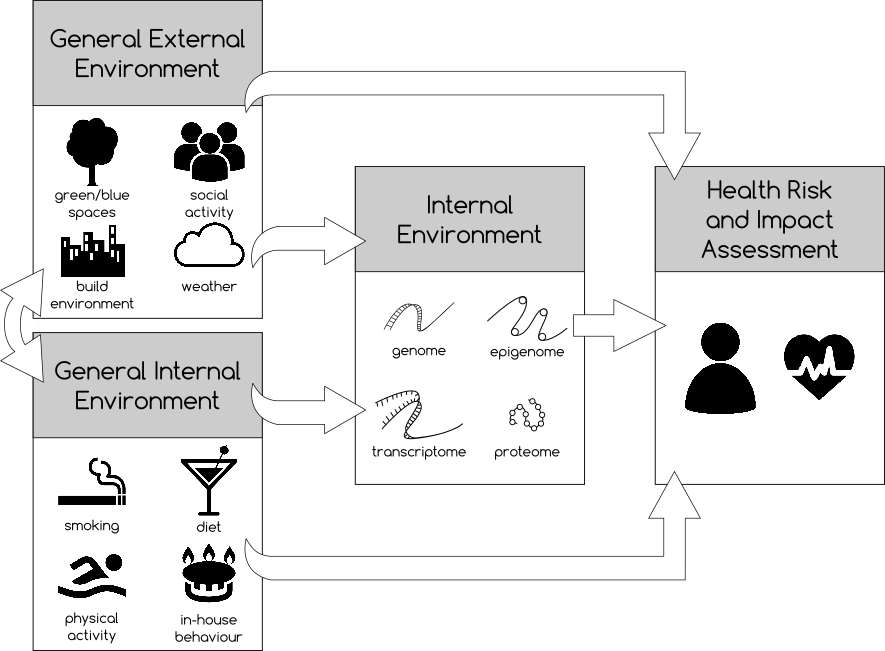 General External
Environment
green/blue
spaces
social
activity
build
environment
weather
General Internal
Environment
smoking
diet
physical
activity
in-house
behaviour
Internal
Environment
genome
epigenome
transcriptome
proteome
Health Risk
and Impact
Assessment